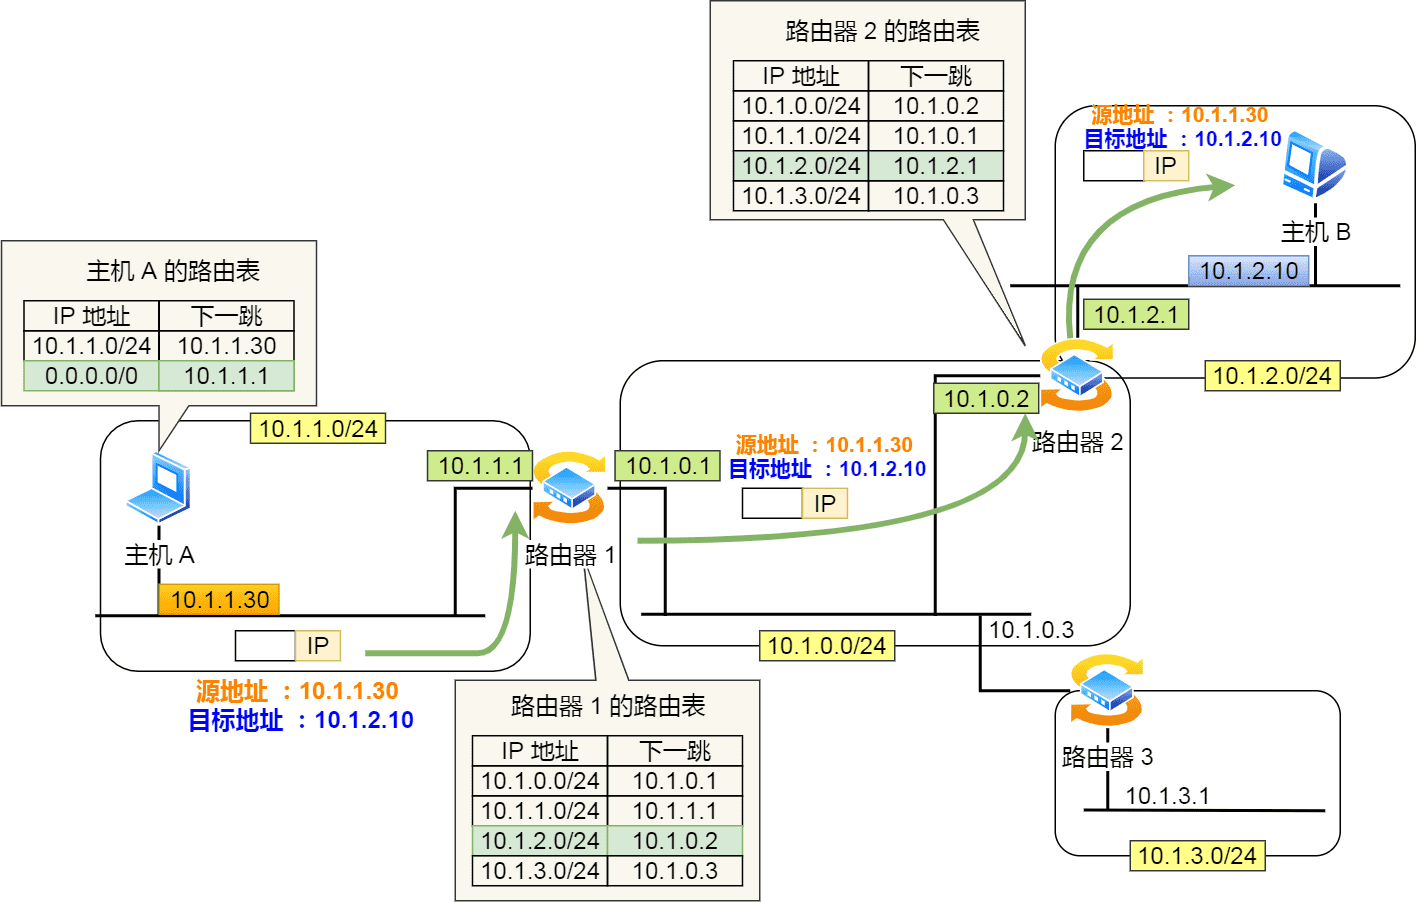 路由器 2 的路由表
IP 地址 下一跳
10.1.0.0/24 10.1.0.2
10.1.1.0/24 10.1.0.1
10.1.2.0/24 10.1.2.1
10.1.3.0/24 10.1.0.3
源地址 ：10.1.1.30
目标地址 ：10.1.2.10
IP
主机 B
10.1.2.10
10.1.2.1
10.1.2.0/24
主机 A 的路由表
IP 地址 下一跳
10.1.1.0/24 10.1.1.30
0.0.0.0/0 10.1.1.1
10.1.1.0/24
10.1.1.1
主机 A
10.1.1.30
IP
源地址 ：10.1.1.30
目标地址 ：10.1.2.10
路由器 1
10.1.0.1
源地址 ：10.1.1.30
目标地址 ：10.1.2.10
IP
10.1.0.2
路由器 2
10.1.0.0/24
10.1.0.3
路由器 1 的路由表
IP 地址 下一跳
10.1.0.0/24 10.1.0.1
10.1.1.0/24 10.1.1.1
10.1.2.0/24 10.1.0.2
10.1.3.0/24 10.1.0.3
路由器 3
10.1.3.1
10.1.3.0/24